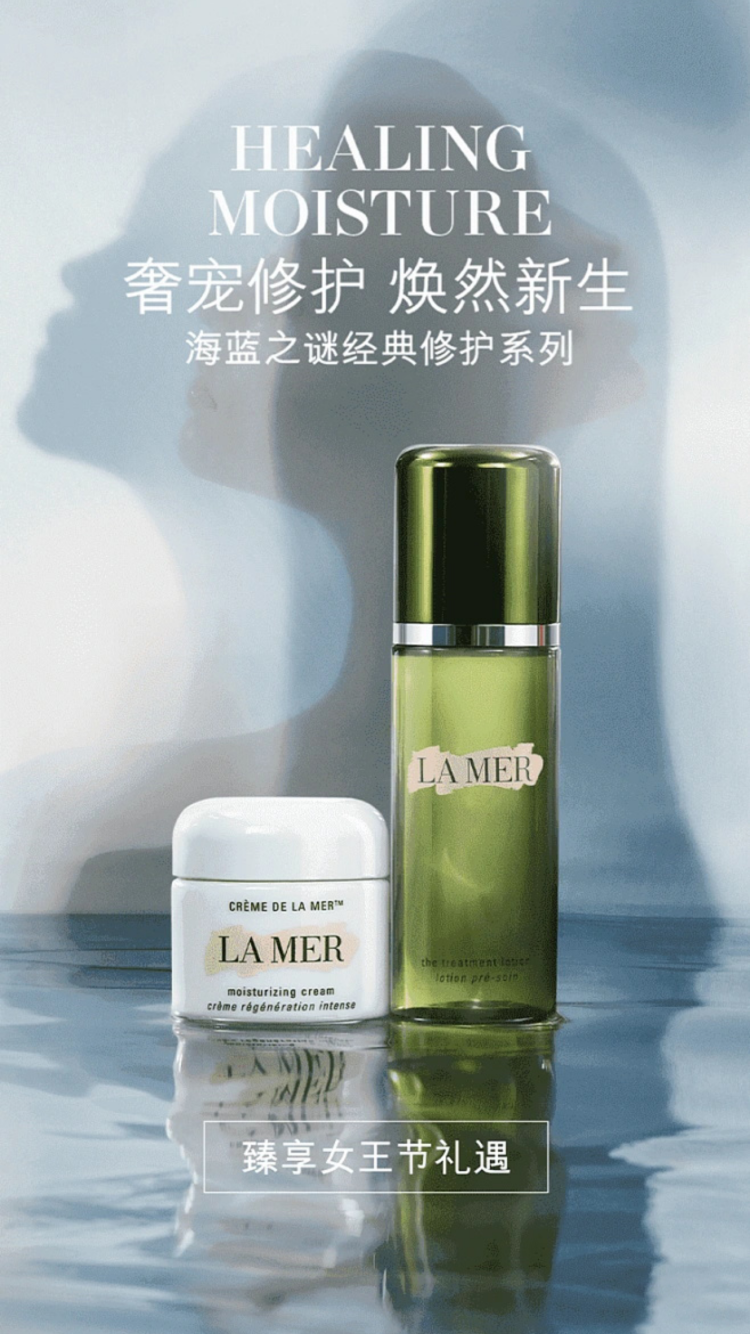 HEALING
MOISTURE
奢宠修护 焕然新生
海蓝之谜经典修护系列
LA MER
CRÈME DE LA MER™
LA MER
moisturizing cream
crème régénération intense
the treatment lotion
lotion pré-soin
臻享女王节礼遇